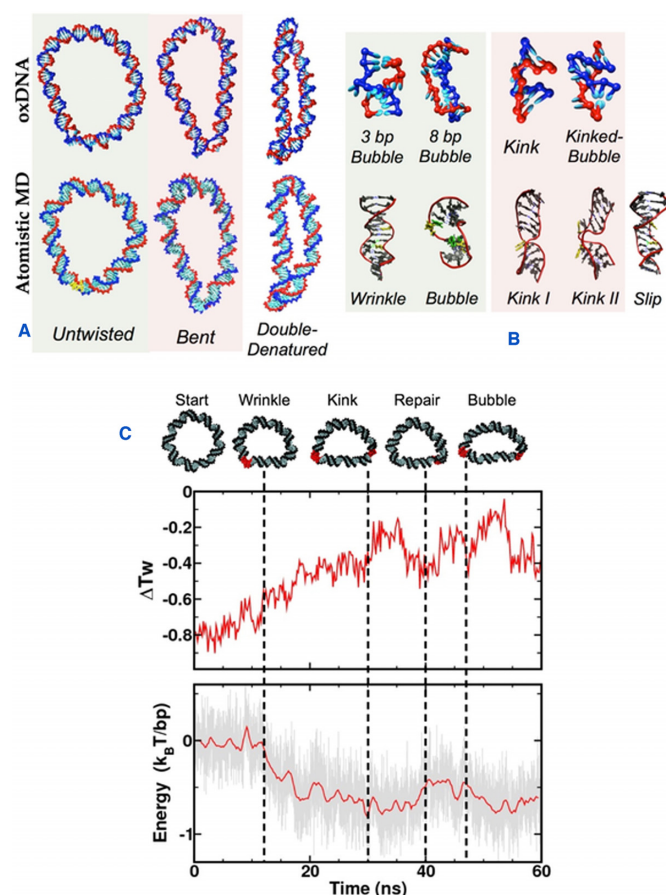 oxDNA
Atomistic MD
Untwisted
Bent
Double-
Denatured
A
3 bp
Bubble
8 bp
Bubble
Kink
Kinked-
Bubble
Wrinkle
Bubble
Kink I
Kink II
Slip
B
C
Start
Wrinkle
Kink
Repair
Bubble
0
-0.2
-0.4
-0.6
-0.8
ΔTw
0
-1
Energy (kBT/bp)
0
20
40
60
Time (ns)